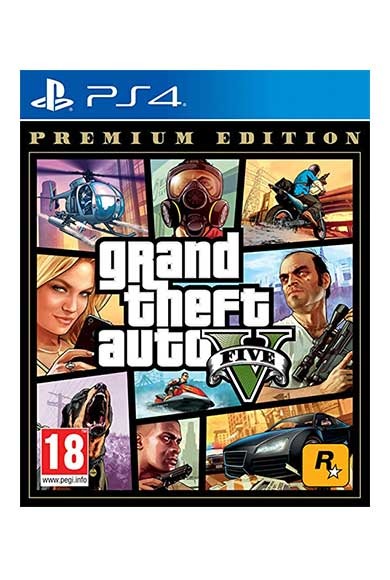 PS4
PREMIUM EDITION
grand
theft
auto
V
FIVE
18
www.pegi.info
R